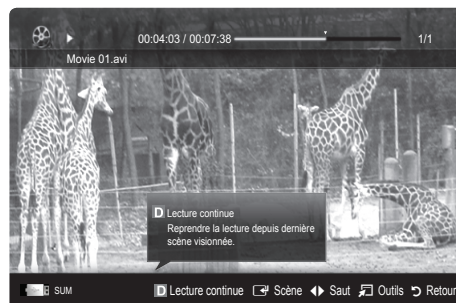 00:04:03 / 00:07:38 1/1
Movie 01.avi
D Lecture continue
Reprendre la lecture depuis dernière
scène visionnée.
SUM D Lecture continue Scène Saut Outils Retour